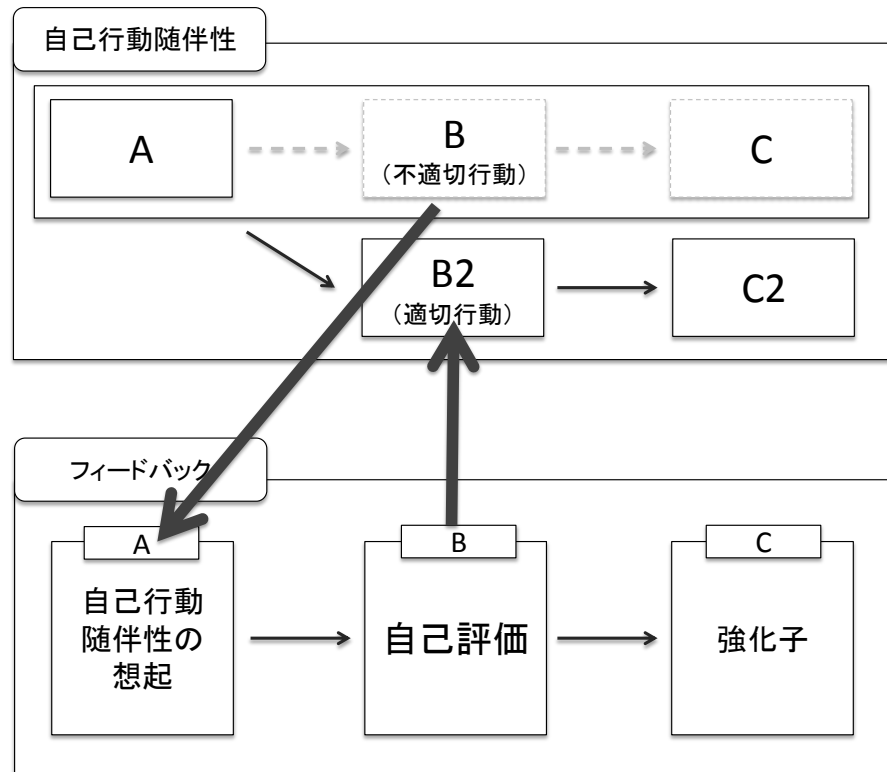 自己行動随伴性
A
B
（不適切行動）
C
B2
（適切行動）
C2
フィードバック
A
自己行動
随伴性の
想起
B
自己評価
C
強化子